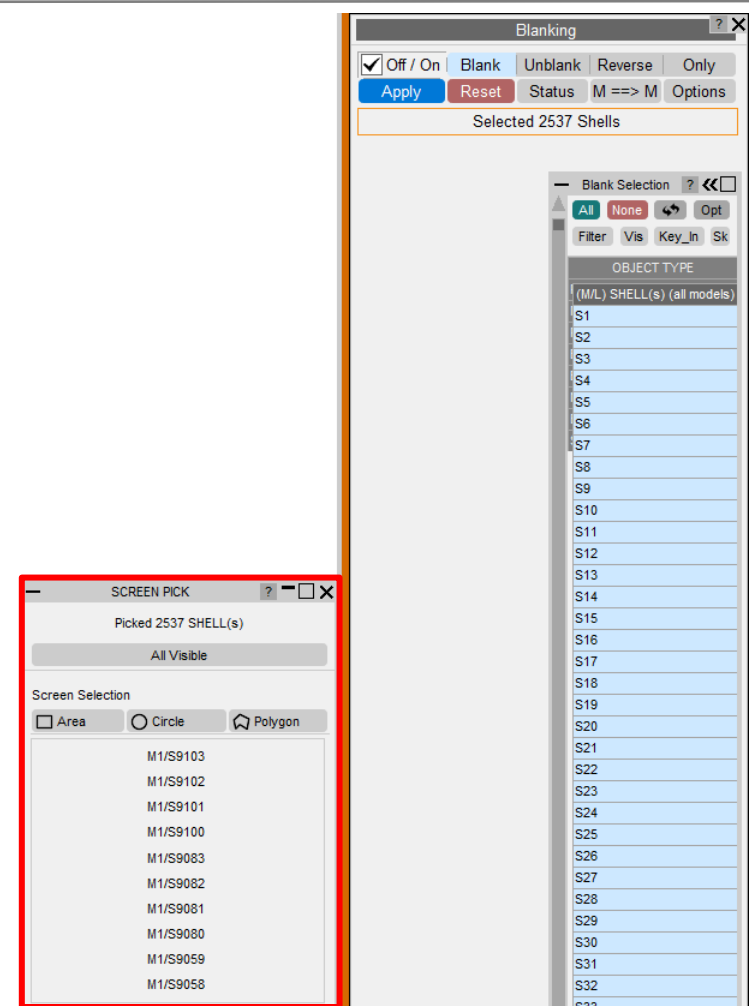 Blanking ?
Off / On Blank Unblank Reverse Only
Apply Reset Status M ==> M Options
Selected 2537 Shells
Blank Selection ?
All None Opt
Filter Vis Key_In Sk
OBJECT TYPE
(M/L) SHELL(s) (all models)
S1
S2
S3
S4
S5
S6
S7
S8
S9
S10
S11
S12
S13
S14
S15
S16
S17
S18
S19
S20
S21
S22
S23
S24
S25
S26
S27
S28
S29
S30
S31
S32
S33
SCREEN PICK ?
Picked 2537 SHELL(s)
All Visible
Screen Selection
Area Circle Polygon
M1/S9103
M1/S9102
M1/S9101
M1/S9100
M1/S9083
M1/S9082
M1/S9081
M1/S9080
M1/S9059
M1/S9058